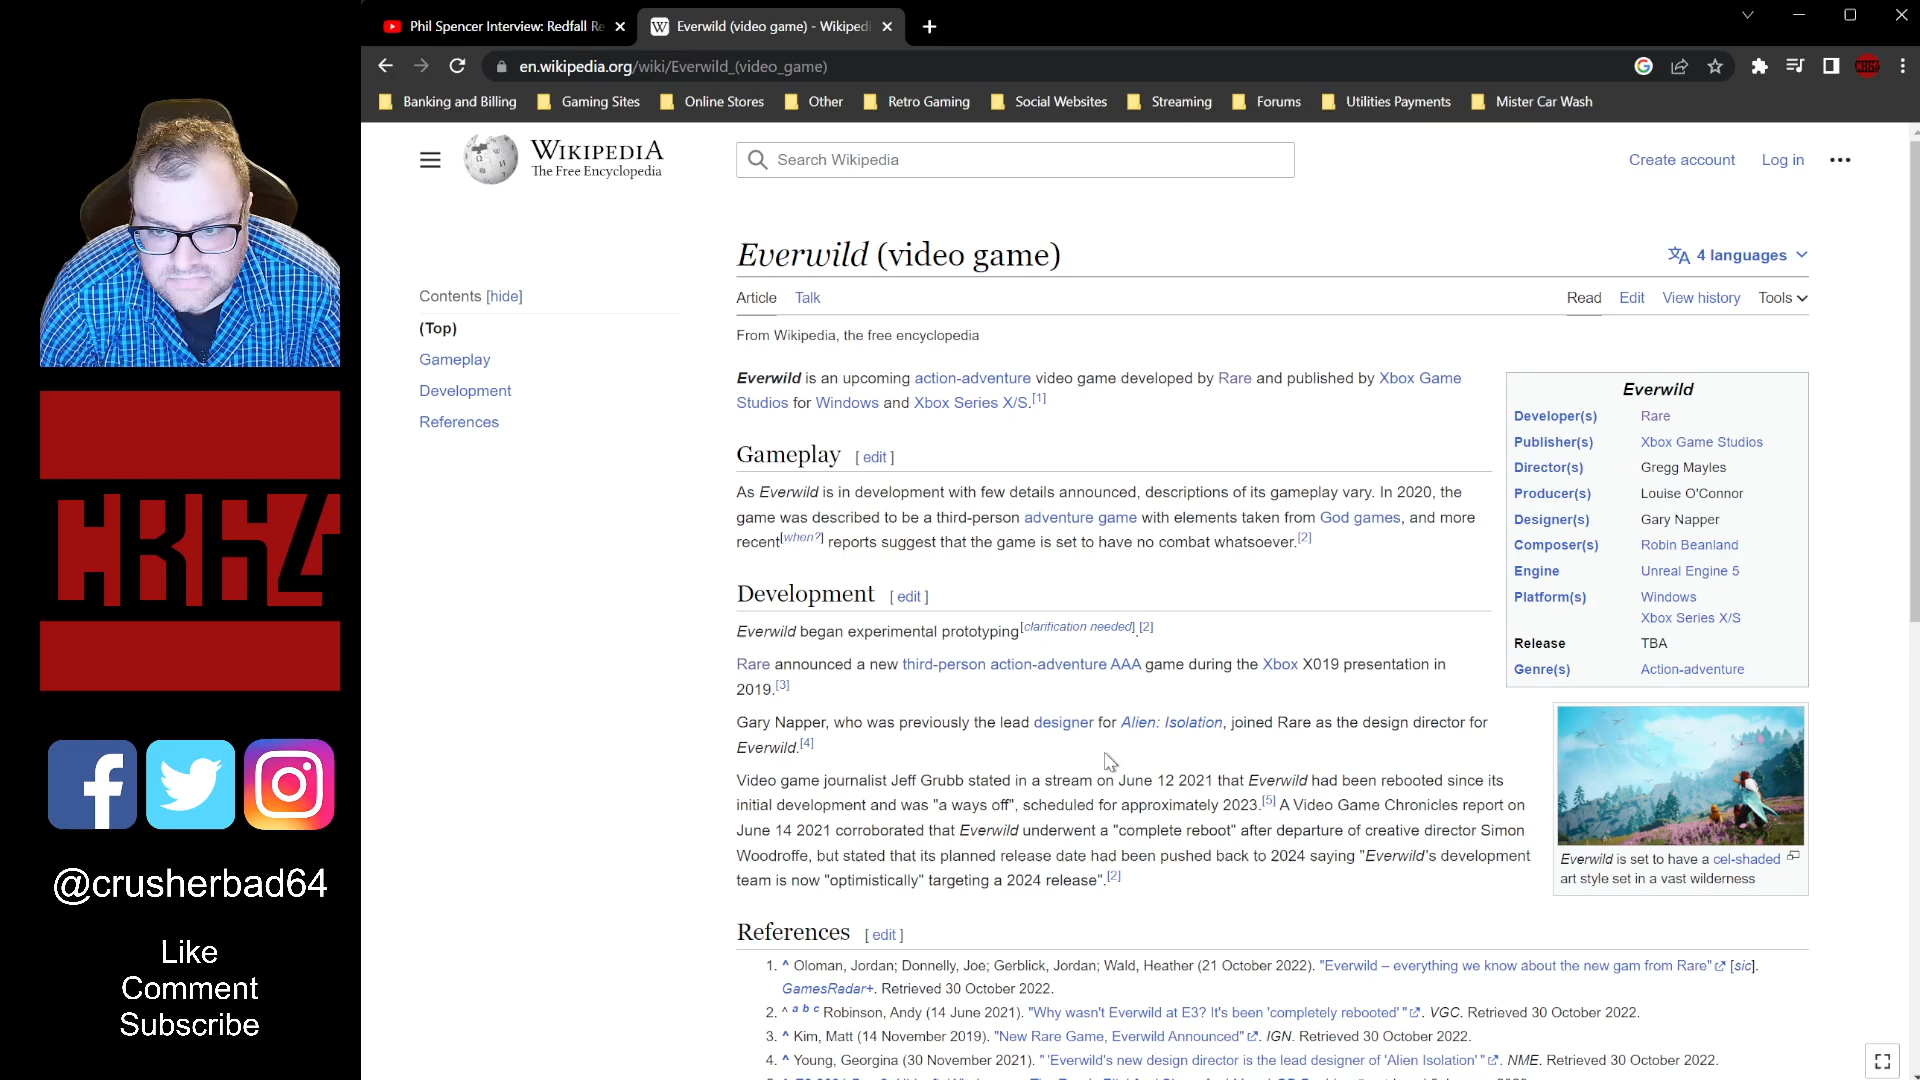 Phil Spencer Interview: Redfall Re
Everwild (video game) - Wikiped
en.wikipedia.org/wiki/Everwild_(video_game)
Banking and Billing
Gaming Sites
Online Stores
Other
Retro Gaming
Social Websites
Streaming
Forums
Utilities Payments
Mister Car Wash
WIKIPEDIA
The Free Encyclopedia
Search Wikipedia
Create account
Log in
Everwild (video game)
4 languages
Contents [hide]
(Top)
Gameplay
Development
References
Article Talk
Read Edit View history Tools
From Wikipedia, the free encyclopedia
Everwild is an upcoming action-adventure video game developed by Rare and published by Xbox Game
Studios for Windows and Xbox Series X/S.[1]
Gameplay [ edit ]
As Everwild is in development with few details announced, descriptions of its gameplay vary. In 2020, the
game was described to be a third-person adventure game with elements taken from God games, and more
recent[when?] reports suggest that the game is set to have no combat whatsoever.[2]
Development [ edit ]
Everwild began experimental prototyping[clarification needed].[2]
Rare announced a new third-person action-adventure AAA game during the Xbox X019 presentation in
2019.[3]
Gary Napper, who was previously the lead designer for Alien: Isolation, joined Rare as the design director for
Everwild.[4]
Video game journalist Jeff Grubb stated in a stream on June 12 2021 that Everwild had been rebooted since its
initial development and was "a ways off", scheduled for approximately 2023.[5] A Video Game Chronicles report on
June 14 2021 corroborated that Everwild underwent a "complete reboot" after departure of creative director Simon
Woodroffe, but stated that its planned release date had been pushed back to 2024 saying "Everwild's development
team is now "optimistically" targeting a 2024 release".[2]
Everwild
Developer(s) Rare
Publisher(s) Xbox Game Studios
Director(s) Gregg Mayles
Producer(s) Louise O'Connor
Designer(s) Gary Napper
Composer(s) Robin Beanland
Engine Unreal Engine 5
Platform(s) Windows
Xbox Series X/S
Release TBA
Genre(s) Action-adventure
Everwild is set to have a cel-shaded
art style set in a vast wilderness
References [ edit ]
1. ^ Oloman, Jordan; Donnelly, Joe; Gerblick, Jordan; Wald, Heather (21 October 2022). "Everwild – everything we know about the new gam from Rare" [sic].
GamesRadar+. Retrieved 30 October 2022.
2. ^ a b c Robinson, Andy (14 June 2021). "Why wasn't Everwild at E3? It's been 'completely rebooted' ". VGC. Retrieved 30 October 2022.
3. ^ Kim, Matt (14 November 2019). "New Rare Game, Everwild Announced". IGN. Retrieved 30 October 2022.
4. ^ Young, Georgina (30 November 2021). " 'Everwild's new design director is the lead designer of 'Alien Isolation' ". NME. Retrieved 30 October 2022.
CRB64
@crusherbad64
Like
Comment
Subscribe